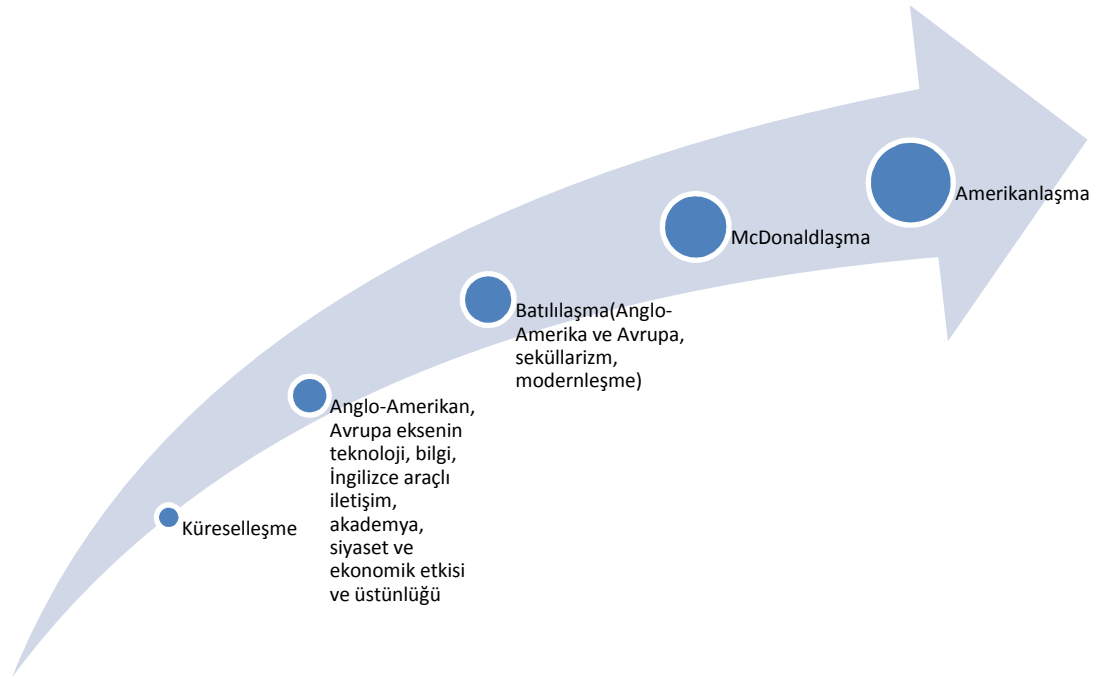 Küreselleşme
Anglo-Amerikan,
Avrupa eksenin
teknoloji, bilgi,
İngilizce araçlı
iletişim,
akademya,
siyaset ve
ekonomik etkisi
ve üstünlüğü
Batılılaşma(Anglo-
Amerika ve Avrupa,
seküllarizm,
modernleşme)
McDonaldlaşma
Amerikanlaşma